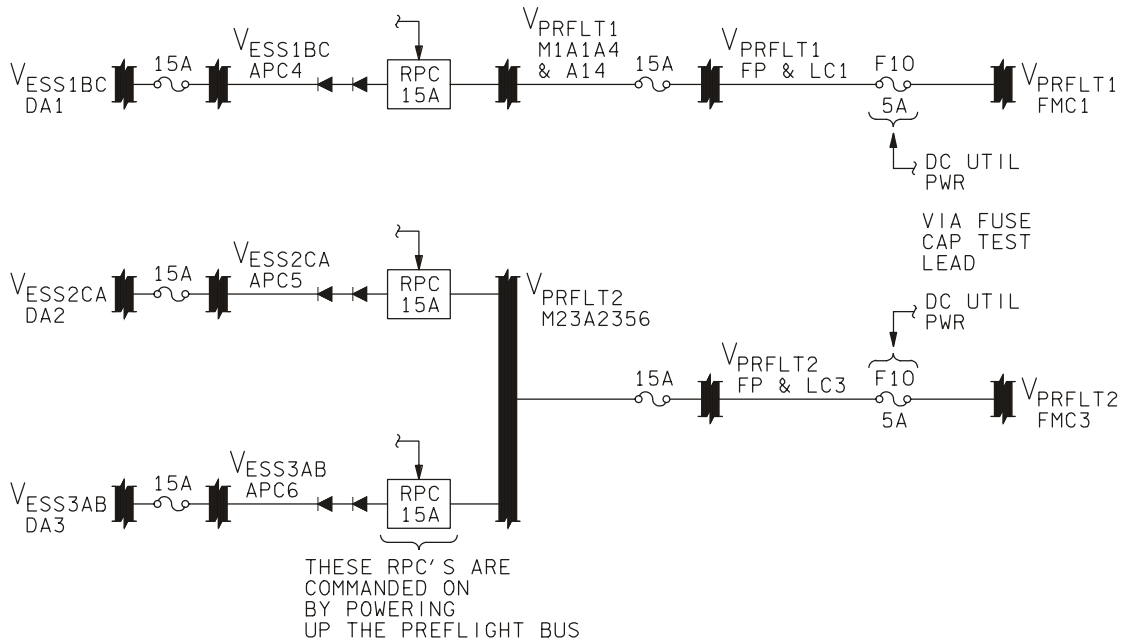 VESS1BC
DA1
15A
VESS1BC
APC4
RPC
15A
VPRFLT1
M1A1A4
& A14
15A
VPRFLT1
FP & LC1
F10
5A
VPRFLT1
FMC1
DC UTIL
PWR
VIA FUSE
CAP TEST
LEAD
VESS2CA
DA2
15A
VESS2CA
APC5
RPC
15A
VPRFLT2
M23A2356
DC UTIL
PWR
15A
VPRFLT2
FP & LC3
F10
5A
VPRFLT2
FMC3
VESS3AB
DA3
15A
VESS3AB
APC6
RPC
15A
THESE RPC'S ARE
COMMANDED ON
BY POWERING
UP THE PREFLIGHT BUS